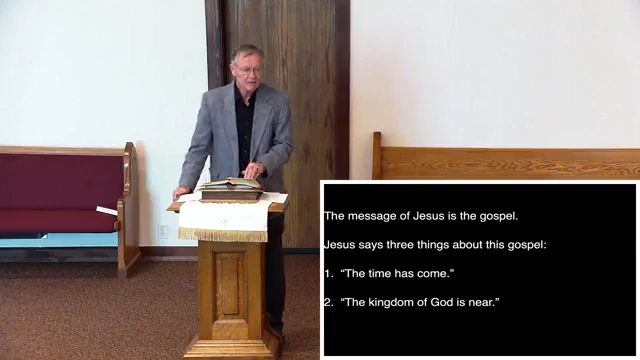 The message of Jesus is the gospel.
Jesus says three things about this gospel:
1. “The time has come.”
2. “The kingdom of God is near.”